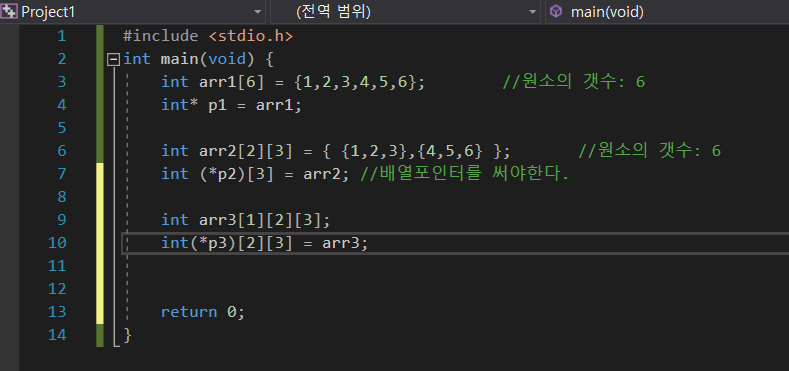 Project1 (전역 범위) main(void)
1 #include <stdio.h>
2 int main(void) {
3 int arr1[6] = {1,2,3,4,5,6}; //원소의 갯수: 6
4 int* p1 = arr1;
5
6 int arr2[2][3] = { {1,2,3},{4,5,6} }; //원소의 갯수: 6
7 int (*p2)[3] = arr2; //배열포인터를 써야한다.
8
9 int arr3[1][2][3];
10 int(*p3)[2][3] = arr3;
11
12
13 return 0;
14 }